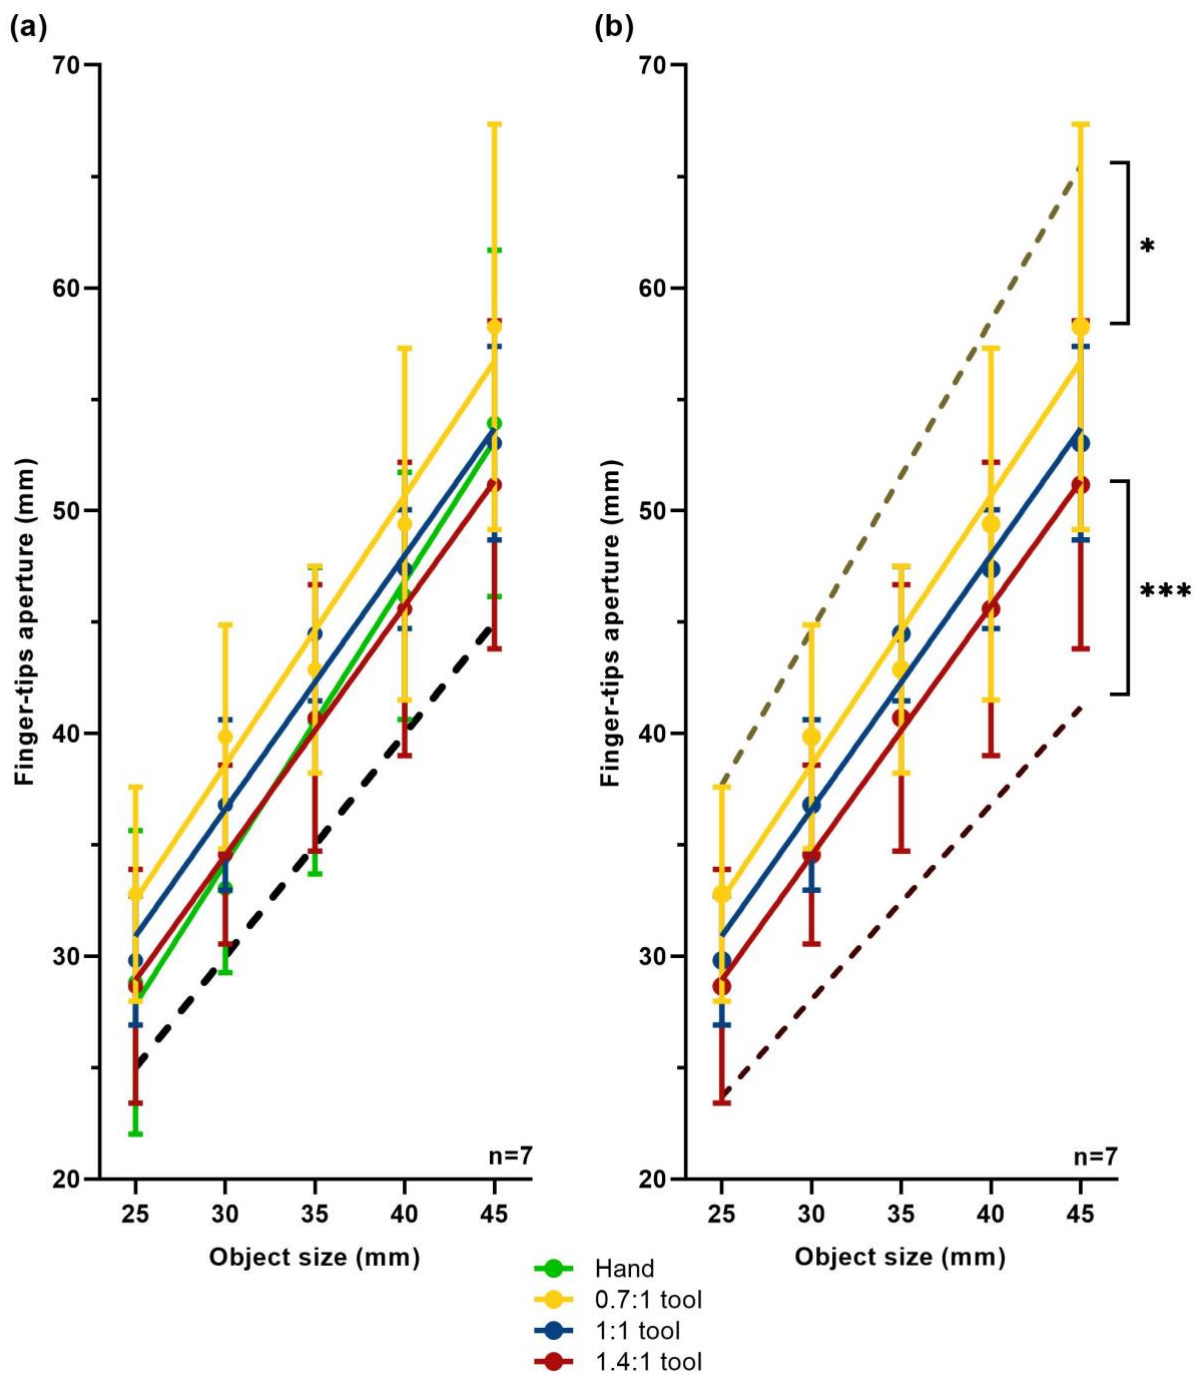 (a)
(b)
70
60
50
40
30
20
Finger-tips aperture (mm)
n=7
25 30 35 40 45
Object size (mm)
70
60
50
40
30
20
Finger-tips aperture (mm)
*
***
n=7
25 30 35 40 45
Object size (mm)
Hand
0.7:1 tool
1:1 tool
1.4:1 tool